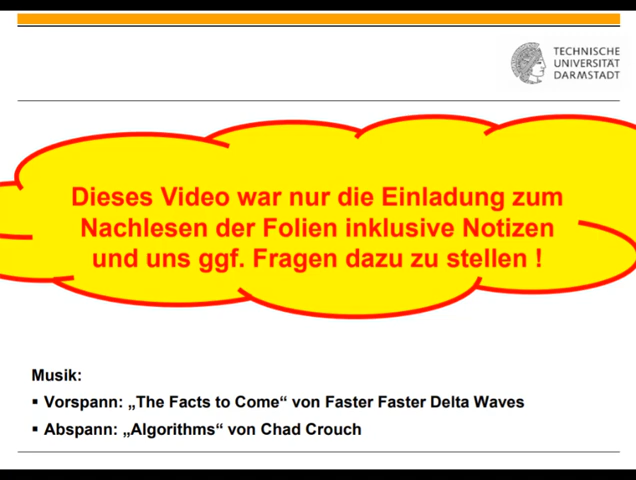 TECHNISCHE
UNIVERSITÄT
DARMSTADT
Dieses Video war nur die Einladung zum
Nachlesen der Folien inklusive Notizen
und uns ggf. Fragen dazu zu stellen !
Musik:
▪ Vorspann: „The Facts to Come“ von Faster Faster Delta Waves
▪ Abspann: „Algorithms“ von Chad Crouch